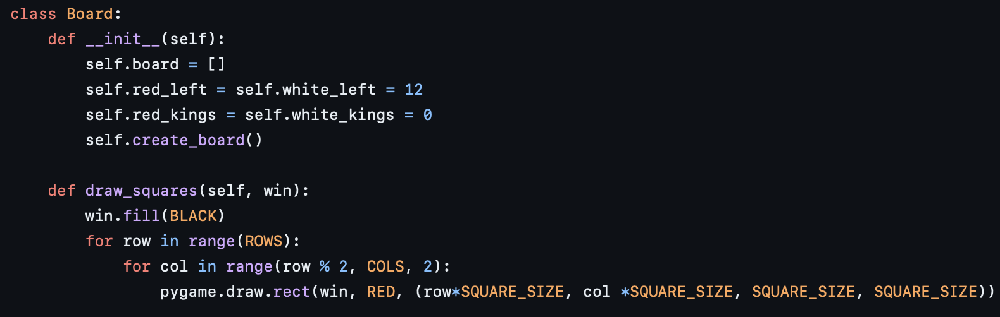 class Board:
    def __init__(self):
        self.board = []
        self.red_left = self.white_left = 12
        self.red_kings = self.white_kings = 0
        self.create_board()

    def draw_squares(self, win):
        win.fill(BLACK)
        for row in range(ROWS):
            for col in range(row % 2, COLS, 2):
                pygame.draw.rect(win, RED, (row*SQUARE_SIZE, col *SQUARE_SIZE, SQUARE_SIZE, SQUARE_SIZE))